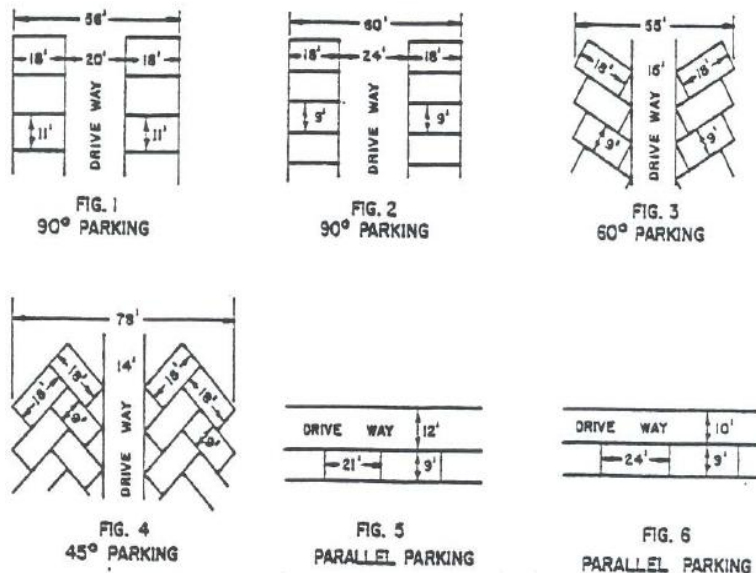 56'
18' 20' 18'
11' 11'
DRIVE WAY
FIG. 1
90° PARKING
60'
18' 24' 18'
9' 9'
DRIVE WAY
FIG. 2
90° PARKING
55'
18' 18'
9' 9'
DRIVE WAY
FIG. 3
60° PARKING
78'
14'
18' 18' 18' 18'
9' 9'
DRIVE WAY
FIG. 4
45° PARKING
DRIVE WAY 12'
21' 9'
FIG. 5
PARALLEL PARKING
DRIVE WAY 10'
24' 9'
FIG. 6
PARALLEL PARKING